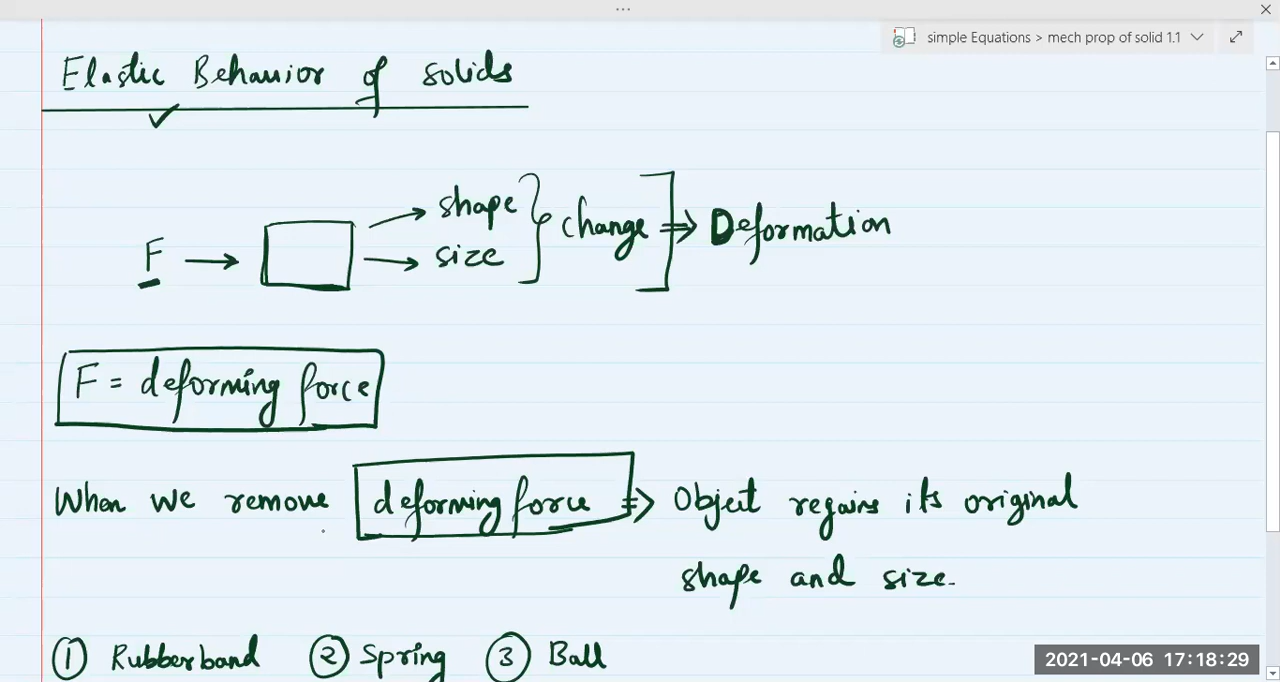 ...
simple Equations > mech prop of solid 1.1
Elastic Behavior of solids
shape
size
} change ] ⇒ Deformation
F →
F = deforming force
When we remove deforming force ⇒ Object regains its original
shape and size.
① Rubberband ② Spring ③ Ball
2021-04-06 17:18:29